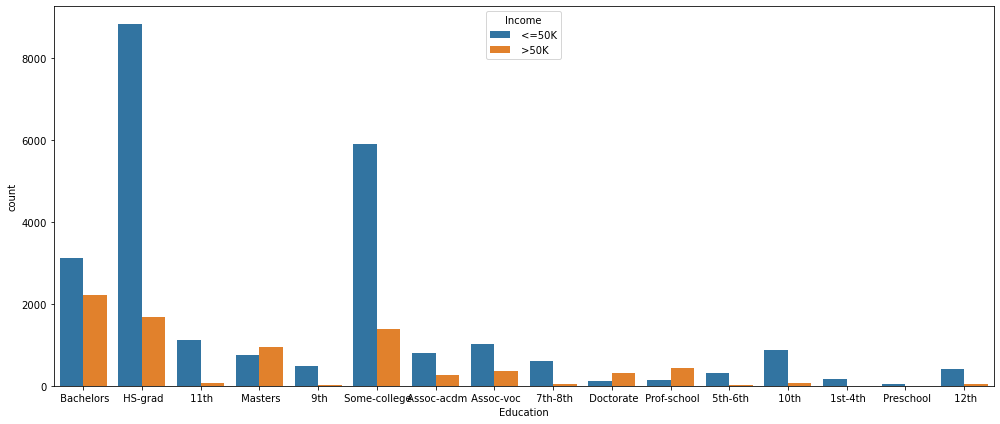 Income
<=50K
>50K
8000
6000
4000
2000
0
count
Bachelors HS-grad 11th Masters 9th Some-college Assoc-acdm Assoc-voc 7th-8th Doctorate Prof-school 5th-6th 10th 1st-4th Preschool 12th
Education